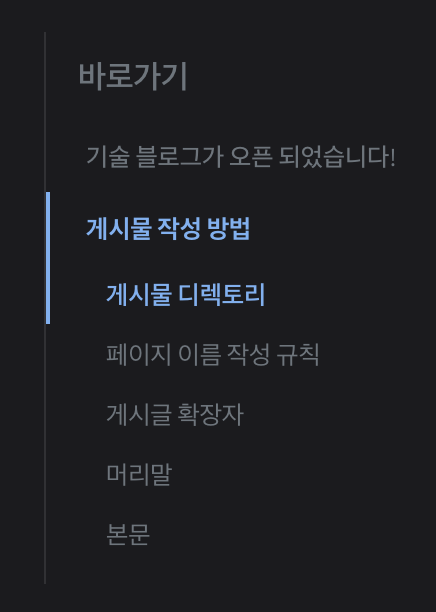 바로가기
기술 블로그가 오픈 되었습니다!
게시물 작성 방법
게시물 디렉토리
페이지 이름 작성 규칙
게시글 확장자
머리말
본문